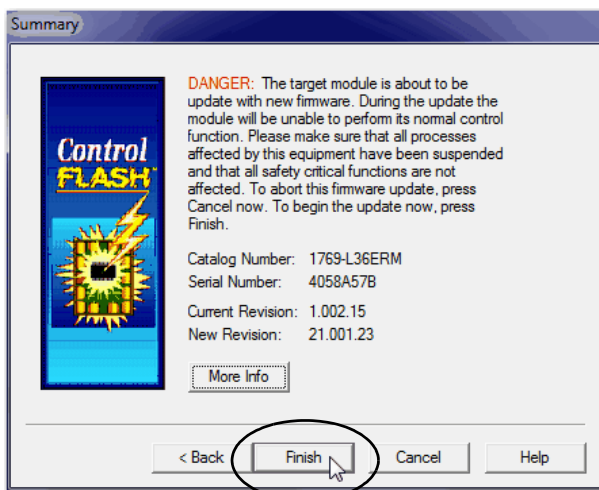 Summary
DANGER: The target module is about to be
update with new firmware. During the update the
module will be unable to perform its normal control
function. Please make sure that all processes
affected by this equipment have been suspended
and that all safety critical functions are not
affected. To abort this firmware update, press
Cancel now. To begin the update now, press
Finish.
Control
FLASH
Catalog Number: 1769-L36ERM
Serial Number: 4058A57B
Current Revision: 1.002.15
New Revision: 21.001.23
More Info
< Back Finish Cancel Help